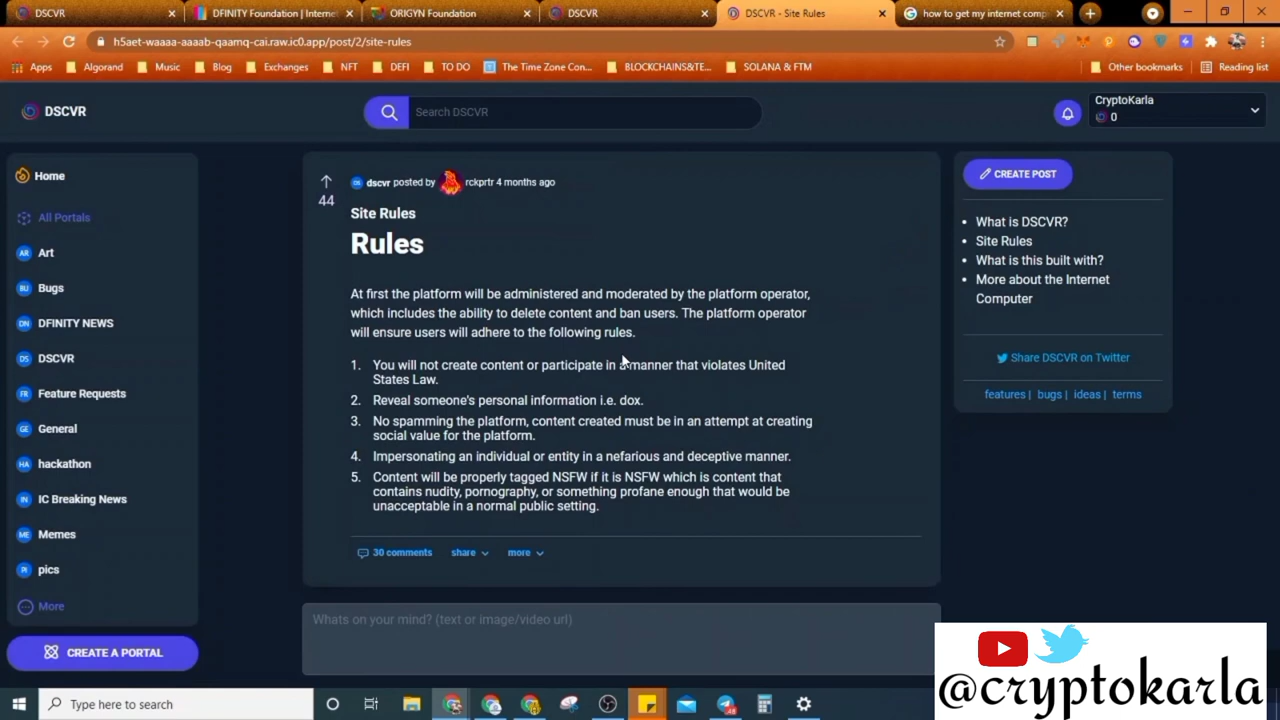 DSCVR
DFINITY Foundation | Internet
ORIGYN Foundation
DSCVR
DSCVR - Site Rules
how to get my internet comp
h5aet-waaaa-aaaab-qaamq-cai.raw.ic0.app/post/2/site-rules
Apps
Algorand
Music
Blog
Exchanges
NFT
DEFI
TO DO
The Time Zone Con...
BLOCKCHAINS&TE...
SOLANA & FTM
Other bookmarks
Reading list
DSCVR
Search DSCVR
CryptoKarla
0
Home
All Portals
AR Art
BU Bugs
DN DFINITY NEWS
DS DSCVR
FR Feature Requests
GE General
HA hackathon
IN IC Breaking News
ME Memes
PI pics
More
CREATE A PORTAL
44
DS dscvr posted by rckprtr 4 months ago
Site Rules
Rules
At first the platform will be administered and moderated by the platform operator,
which includes the ability to delete content and ban users. The platform operator
will ensure users will adhere to the following rules.
1. You will not create content or participate in a manner that violates United
States Law.
2. Reveal someone's personal information i.e. dox.
3. No spamming the platform, content created must be in an attempt at creating
social value for the platform.
4. Impersonating an individual or entity in a nefarious and deceptive manner.
5. Content will be properly tagged NSFW if it is NSFW which is content that
contains nudity, pornography, or something profane enough that would be
unacceptable in a normal public setting.
30 comments share more
Whats on your mind? (text or image/video url)
CREATE POST
What is DSCVR?
Site Rules
What is this built with?
More about the Internet
Computer
Share DSCVR on Twitter
features | bugs | ideas | terms
@cryptokarla
Type here to search